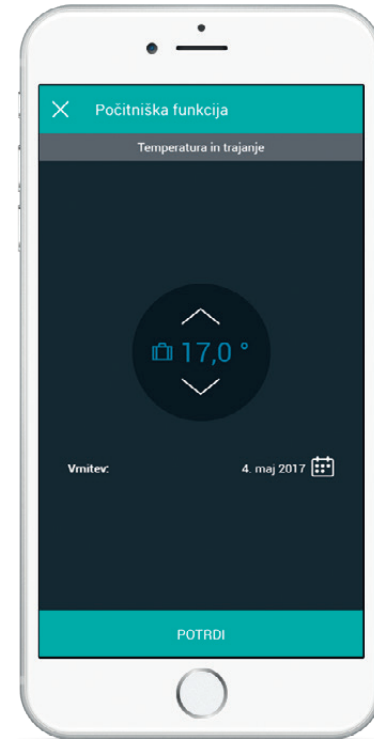 Počitniška funkcija
Temperatura in trajanje
17,0 °
Vrnitev:
4. maj 2017
POTRDI